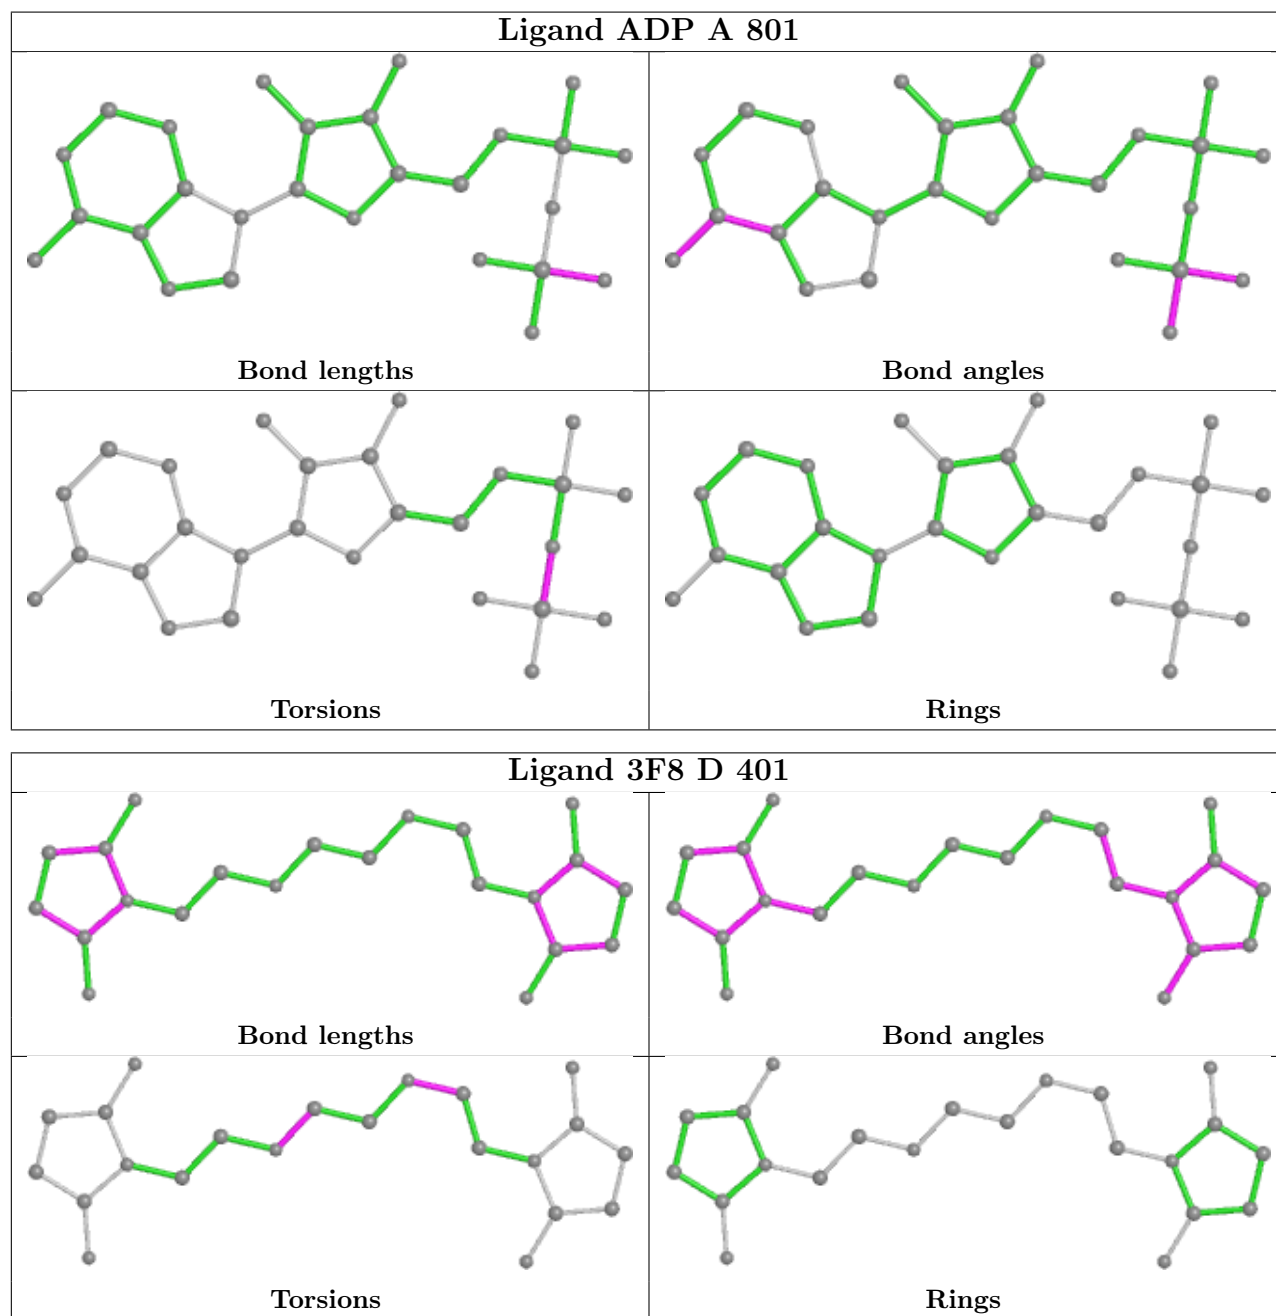 Ligand ADP A 801
Bond lengths
Bond angles
Torsions
Rings
Ligand 3F8 D 401
Bond lengths
Bond angles
Torsions
Rings